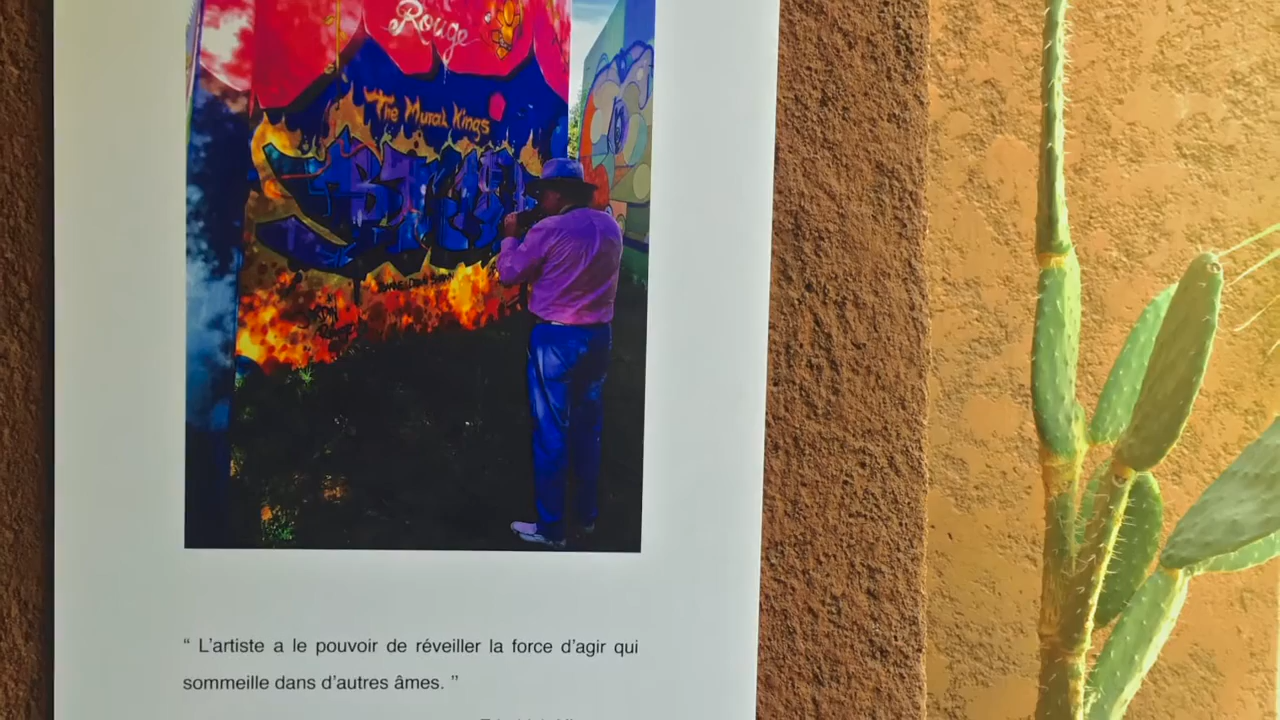 Rouge
The Mural Kings
“ L’artiste a le pouvoir de réveiller la force d’agir qui
sommeille dans d’autres âmes. ”